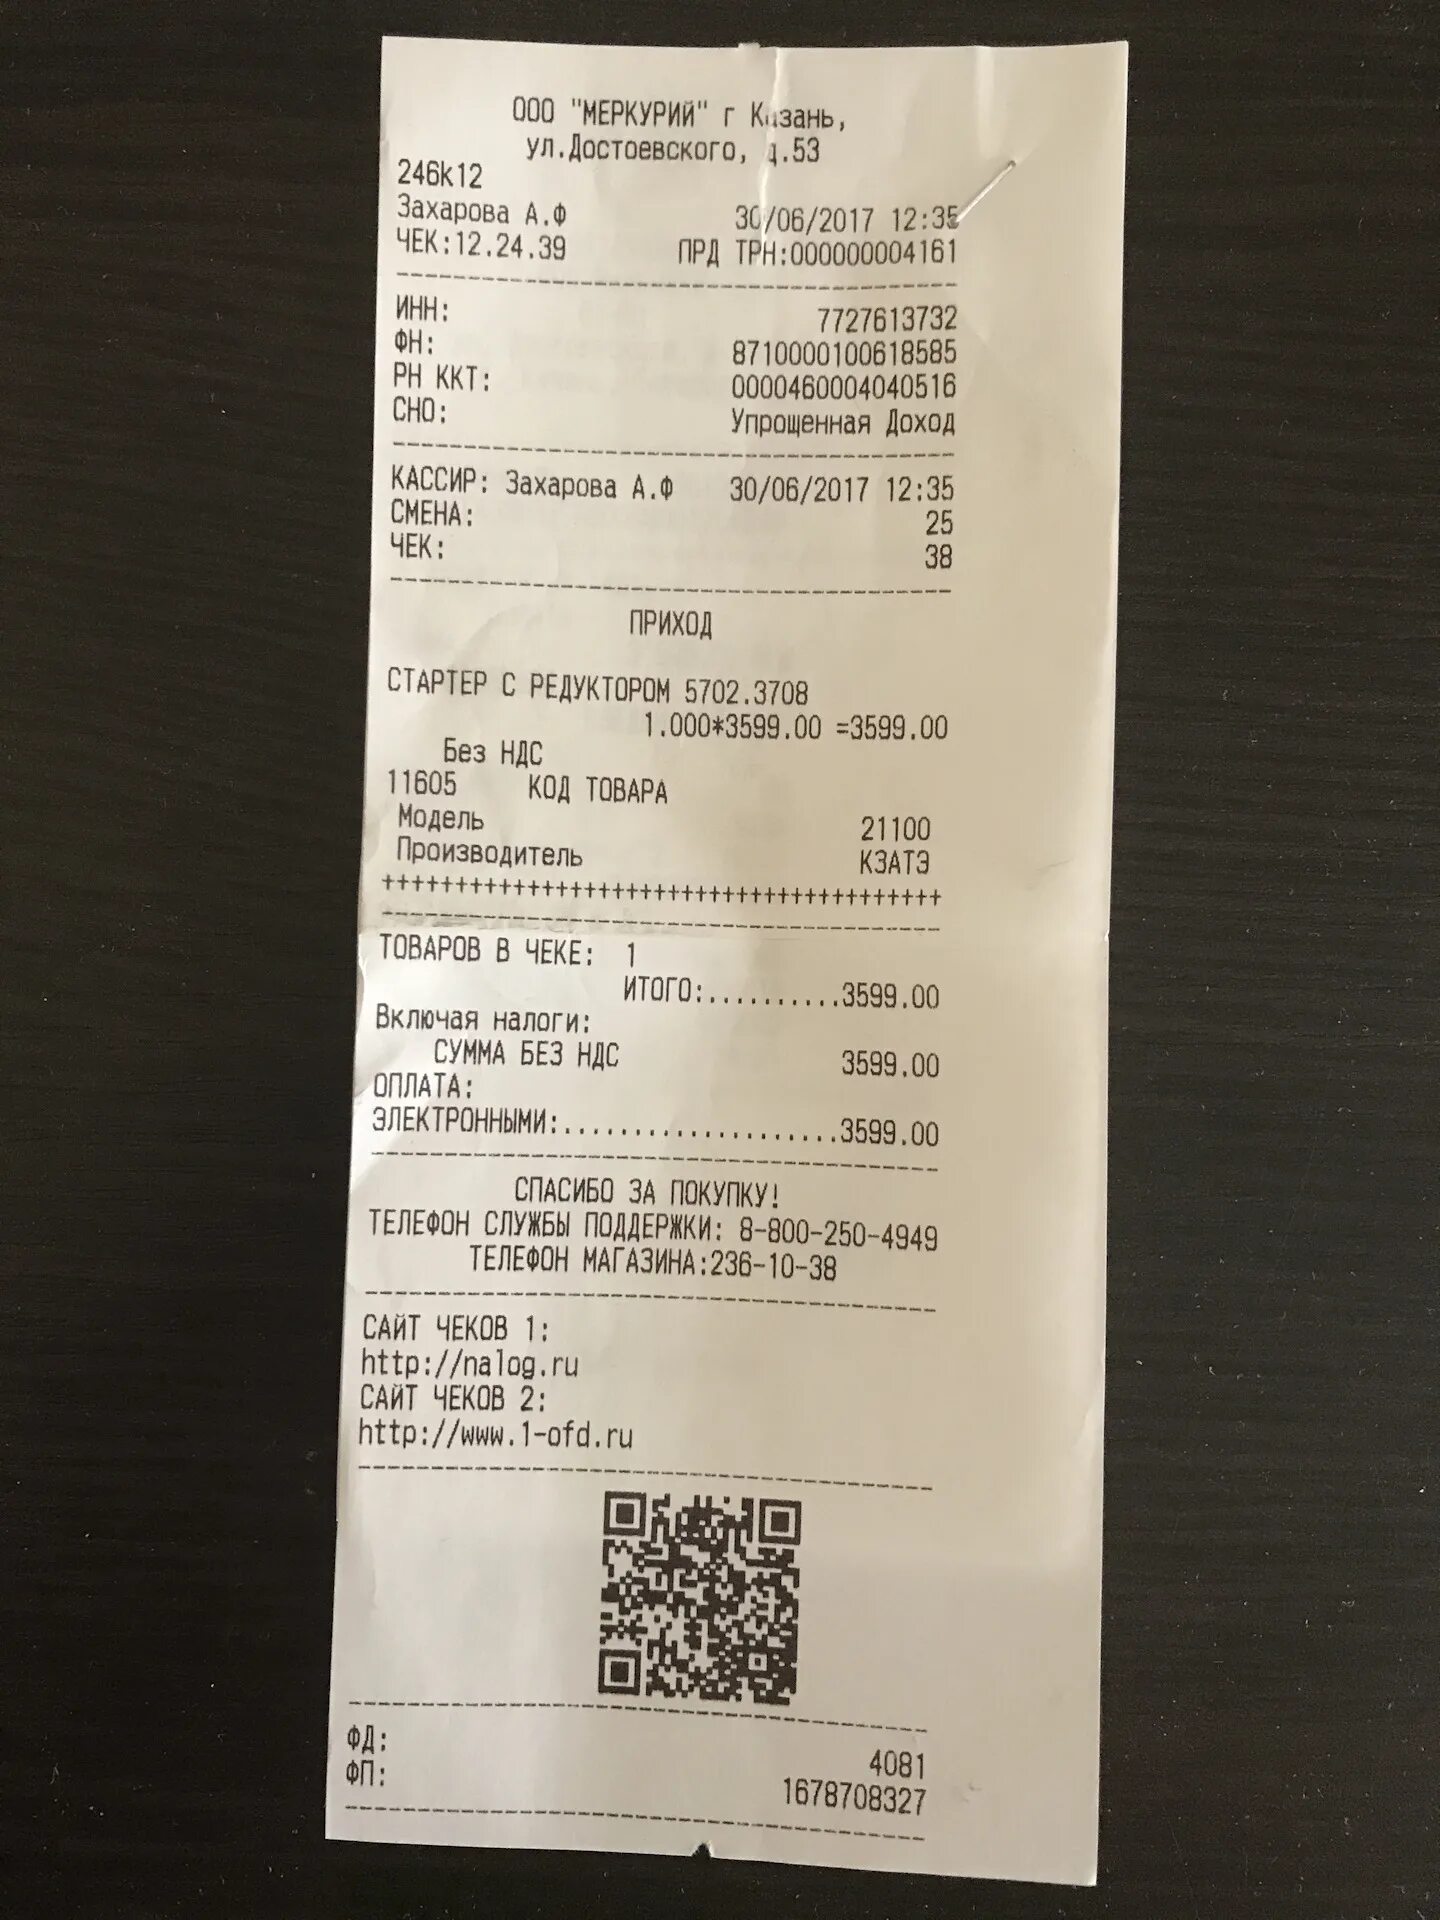 ООО "МЕРКУРИЙ" г Казань,
ул.Достоевского, д.53
246к12
Захарова А.Ф 30/06/2017 12:35
ЧЕК:12.24.39 ПРД ТРН:000000004161
ИНН: 7727613732
ФН: 8710000100618585
РН ККТ: 0000460004040516
СНО: Упрощенная Доход
КАССИР: Захарова А.Ф 30/06/2017 12:35
СМЕНА: 25
ЧЕК: 38
ПРИХОД
СТАРТЕР С РЕДУКТОРОМ 5702.3708
1.000*3599.00 =3599.00
Без НДС
11605 КОД ТОВАРА
Модель 21100
Производитель КЗАТЭ
+++++++++++++++++++++++++++++++++++++++
ТОВАРОВ В ЧЕКЕ: 1
ИТОГО:..........3599.00
Включая налоги:
СУММА БЕЗ НДС 3599.00
ОПЛАТА:
ЭЛЕКТРОННЫМИ:...................3599.00
СПАСИБО ЗА ПОКУПКУ!
ТЕЛЕФОН СЛУЖБЫ ПОДДЕРЖКИ: 8-800-250-4949
ТЕЛЕФОН МАГАЗИНА:236-10-38
САЙТ ЧЕКОВ 1:
http://nalog.ru
САЙТ ЧЕКОВ 2:
http://www.1-ofd.ru
ФД: 4081
ФП: 1678708327